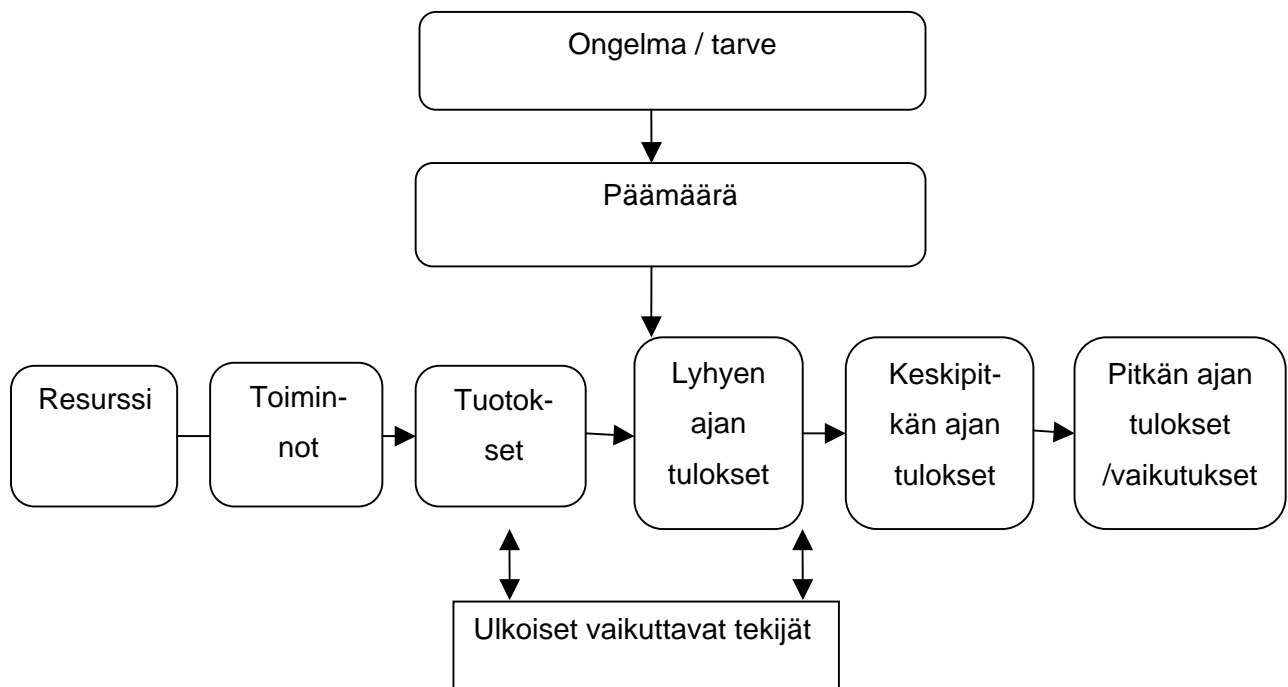 Ongelma / tarve
Päämäärä
Resurssi
Toimin-
not
Tuotok-
set
Lyhyen
ajan
tulokset
Keskipit-
kän ajan
tulokset
Pitkän ajan
tulokset
/vaikutukset
Ulkoiset vaikuttavat tekijät